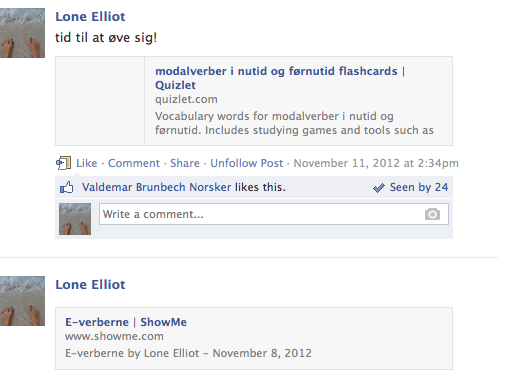 Lone Elliot
tid til at øve sig!
modalverber i nutid og førnutid flashcards |
Quizlet
quizlet.com
Vocabulary words for modalverber i nutid og
førnutid. Includes studying games and tools such as
Like · Comment · Share · Unfollow Post · November 11, 2012 at 2:34pm
Valdemar Brunbech Norsker likes this. Seen by 24
Write a comment...
Lone Elliot
E-verberne | ShowMe
www.showme.com
E-verberne by Lone Elliot – November 8, 2012